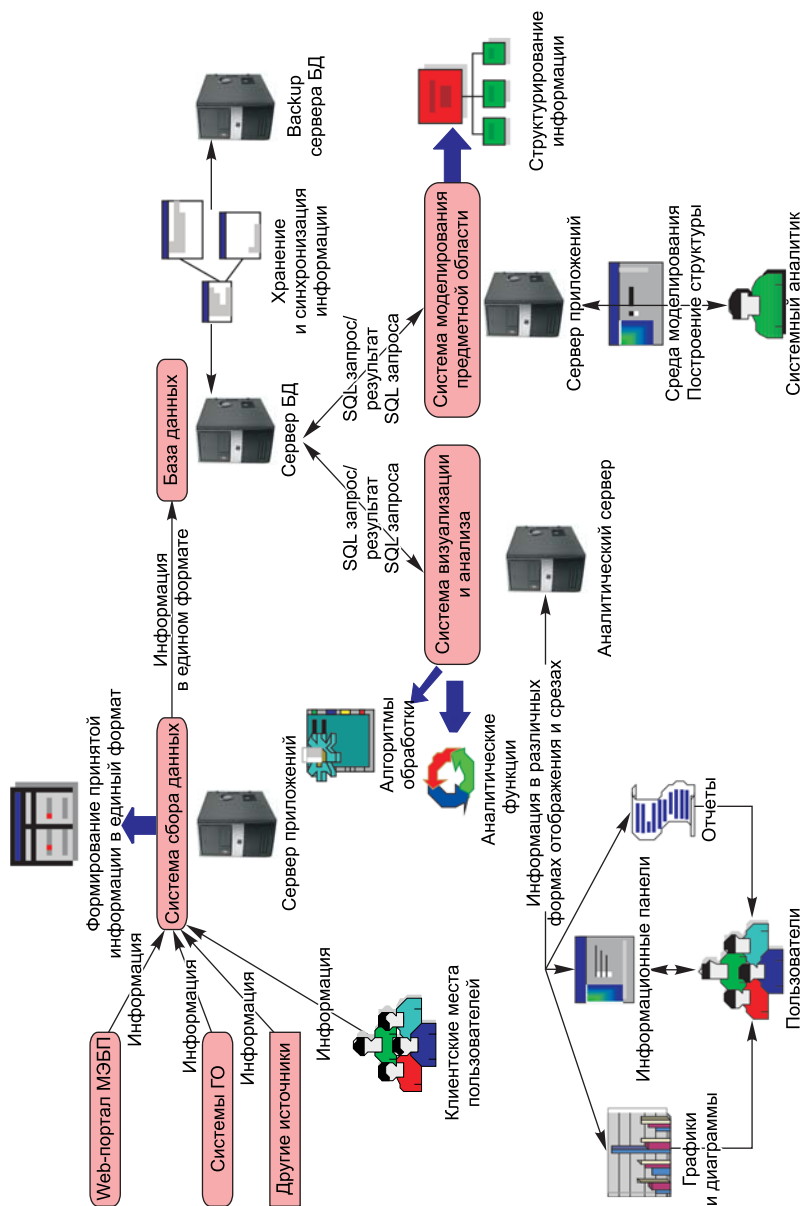 Web-портал МЭБП
Системы ГО
Другие источники
Клиентские места
пользователей
Информация
Информация
Информация
Информация
Формирование принятой
информации в единый формат
Система сбора данных
Сервер приложений
Информация
в едином формате
База данных
Сервер БД
Хранение
и синхронизация
информации
Backup
сервера БД
SQL запрос/
результат
SQL запроса
SQL запрос/
результат
SQL запроса
Алгоритмы
обработки
Аналитические
функции
Система визуализации
и анализа
Система моделирования
предметной области
Структурирование
информации
Информация в различных
формах отображения и срезах
Аналитический сервер
Сервер приложений
Среда моделирования
Построение структуры
Системный аналитик
Графики
и диаграммы
Информационные панели
Отчеты
Пользователи